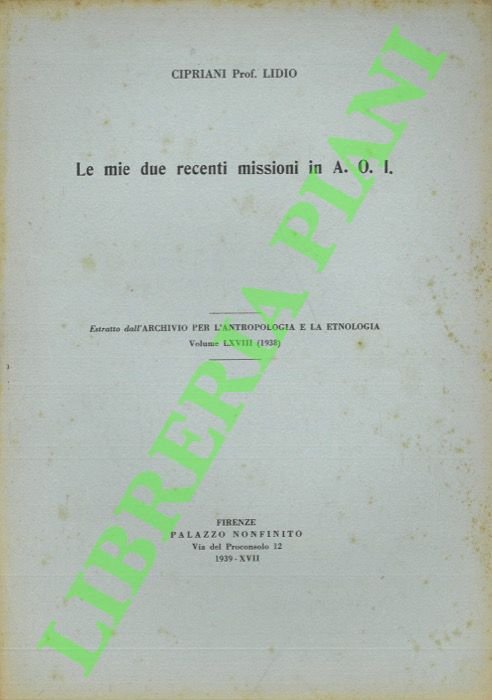 CIPRIANI Prof. LIDIO
Le mie due recenti missioni in A. O. I.
Estratto dall'ARCHIVIO PER L'ANTROPOLOGIA E LA ETNOLOGIA
Volume LXVIII (1938)
FIRENZE
PALAZZO NONFINITO
Via del Proconsolo 12
1939 - XVII
LIBRERIA PIANI